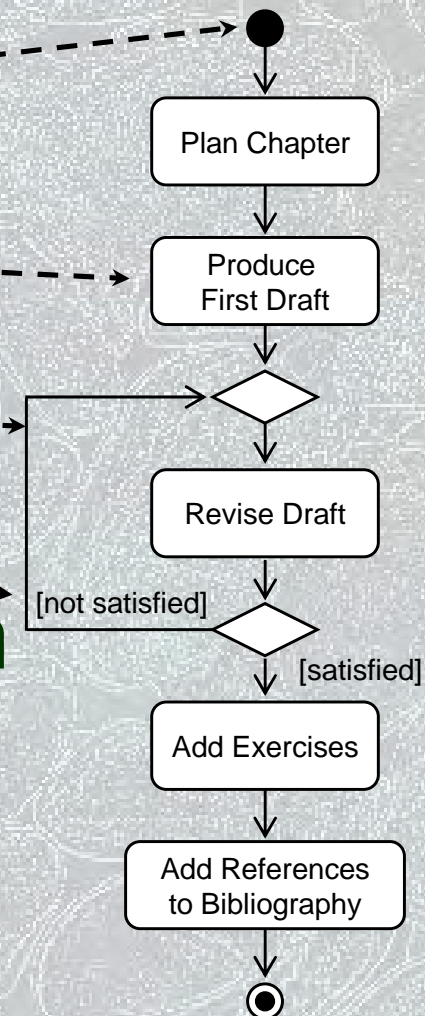 Plan Chapter
Produce
First Draft
Revise Draft
[not satisfied]
[satisfied]
Add Exercises
Add References
to Bibliography